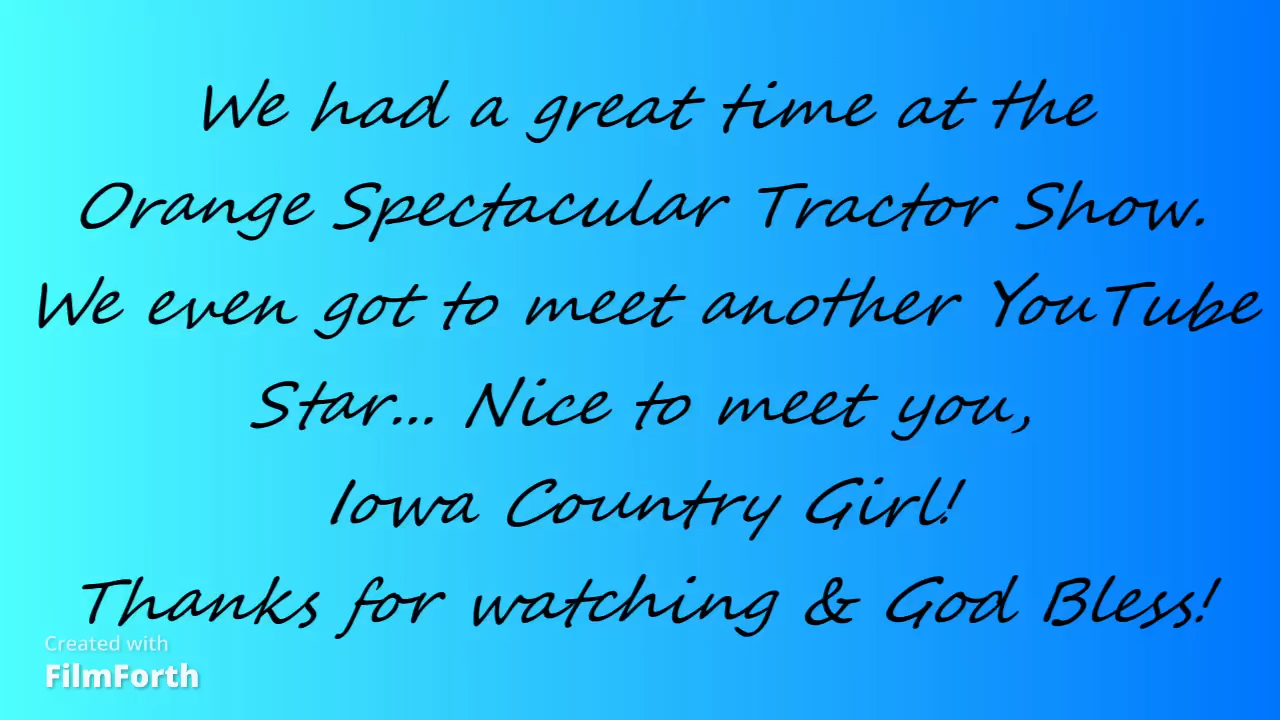 We had a great time at the
Orange Spectacular Tractor Show.
We even got to meet another YouTube
Star... Nice to meet you,
Iowa Country Girl!
Thanks for watching & God Bless!
Created with
FilmForth